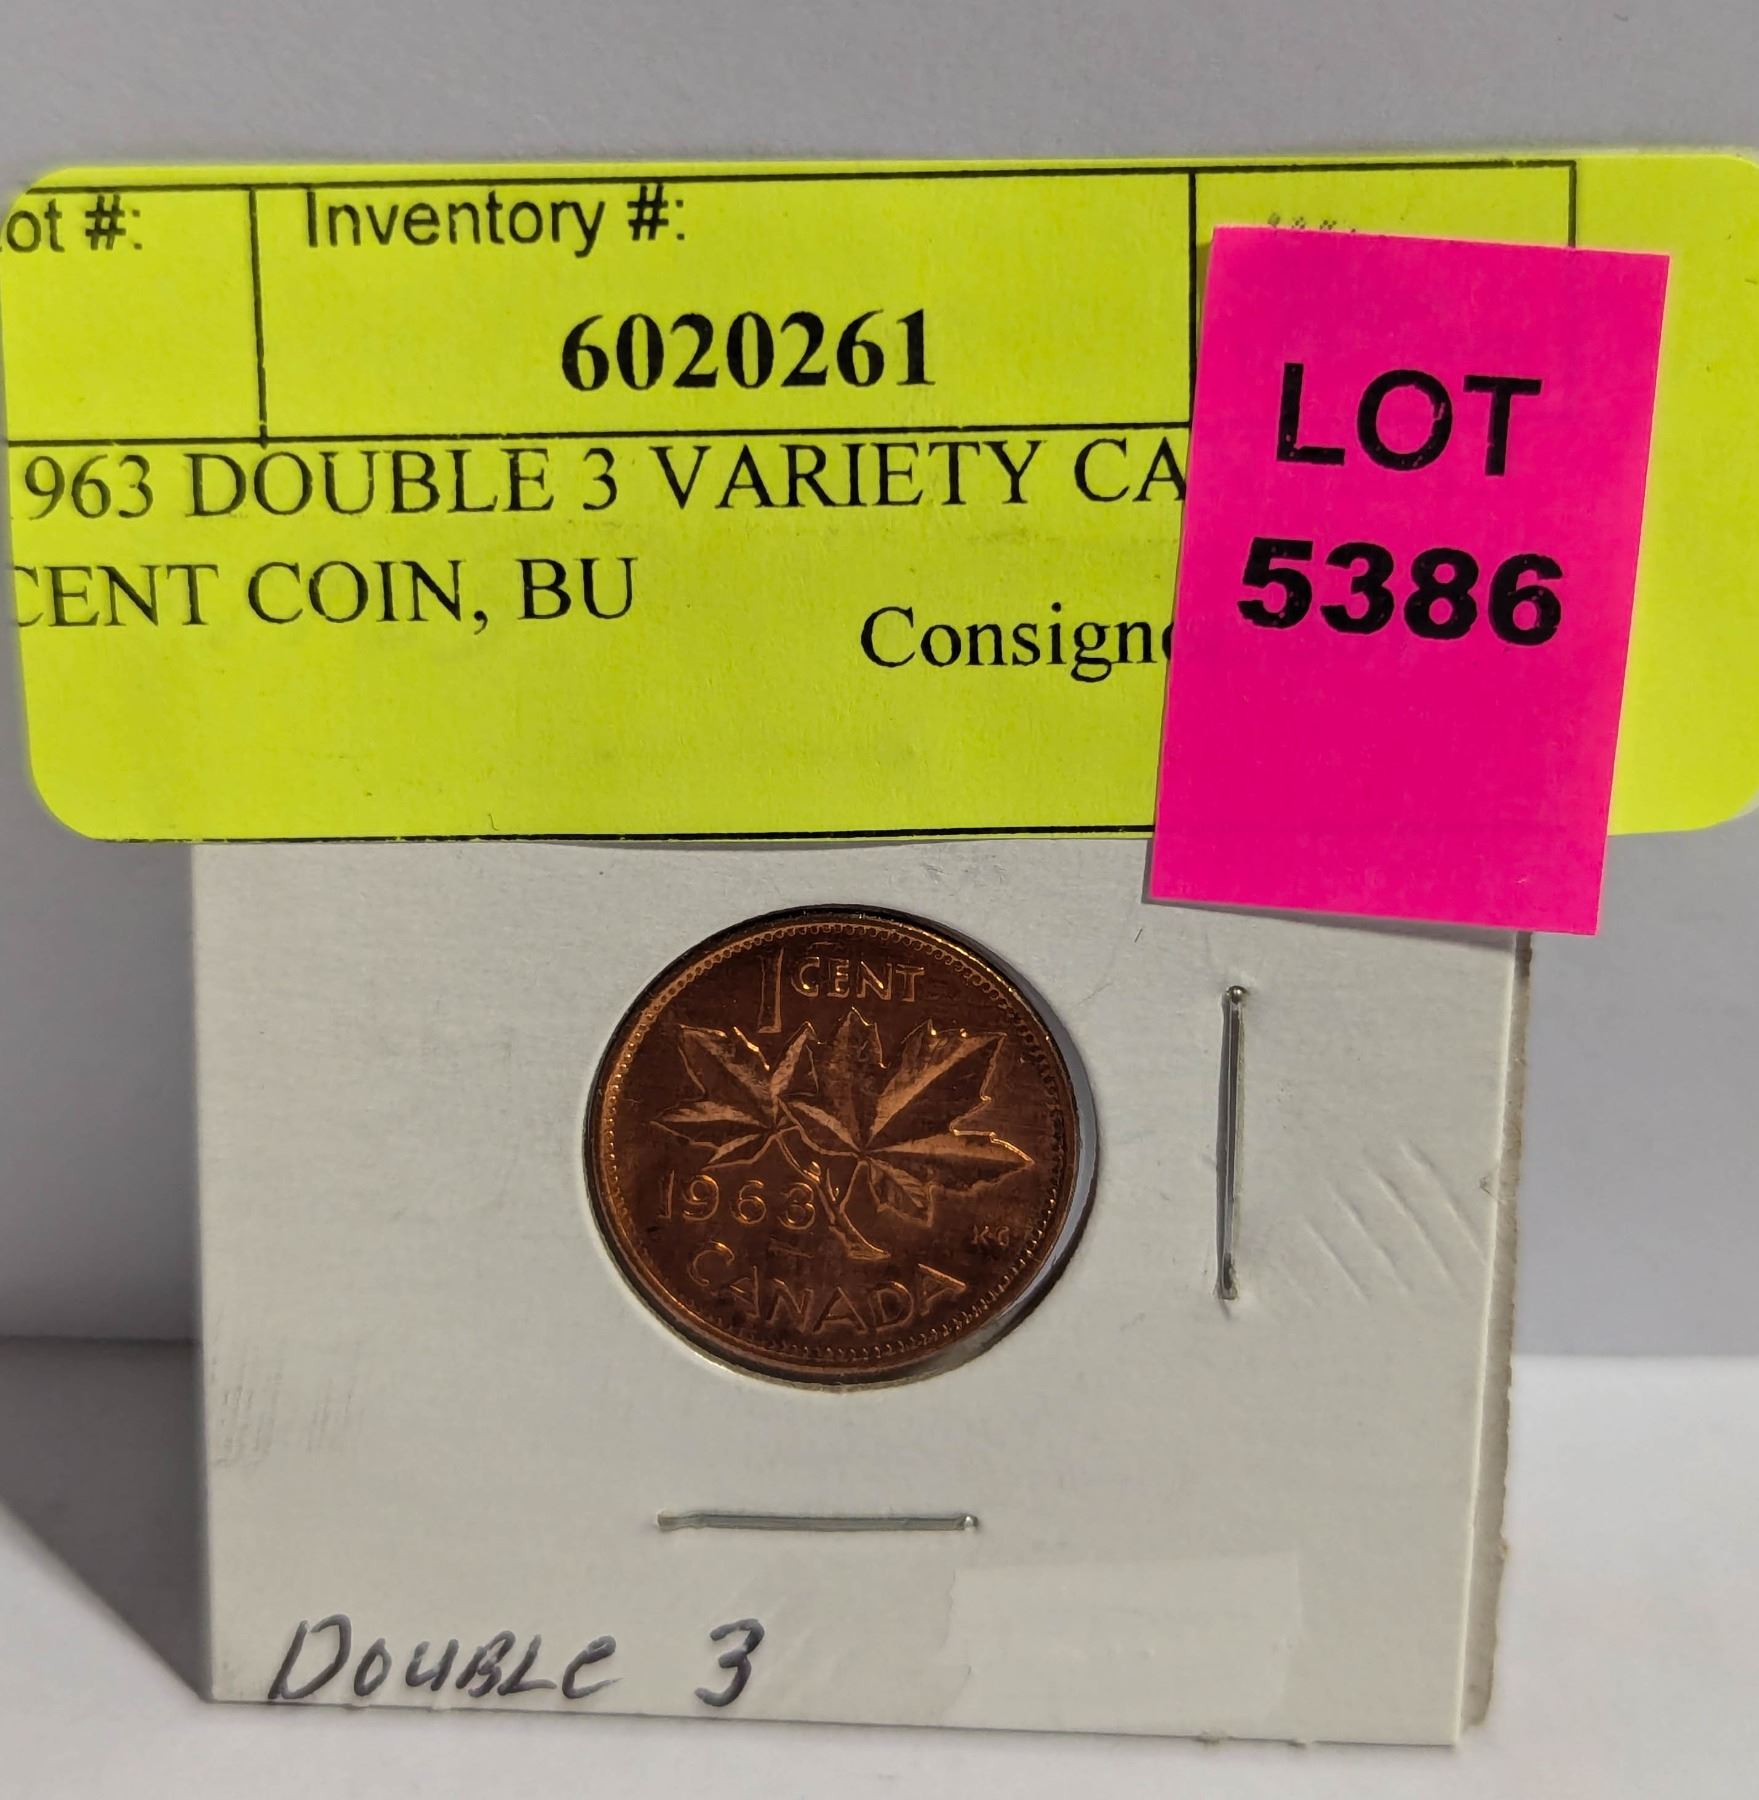 ot #:
Inventory #:
6020261
963 DOUBLE 3 VARIETY CA
CENT COIN, BU
Consigne
LOT
5386
1 CENT
1963
KG
CANADA
DOUBLE 3